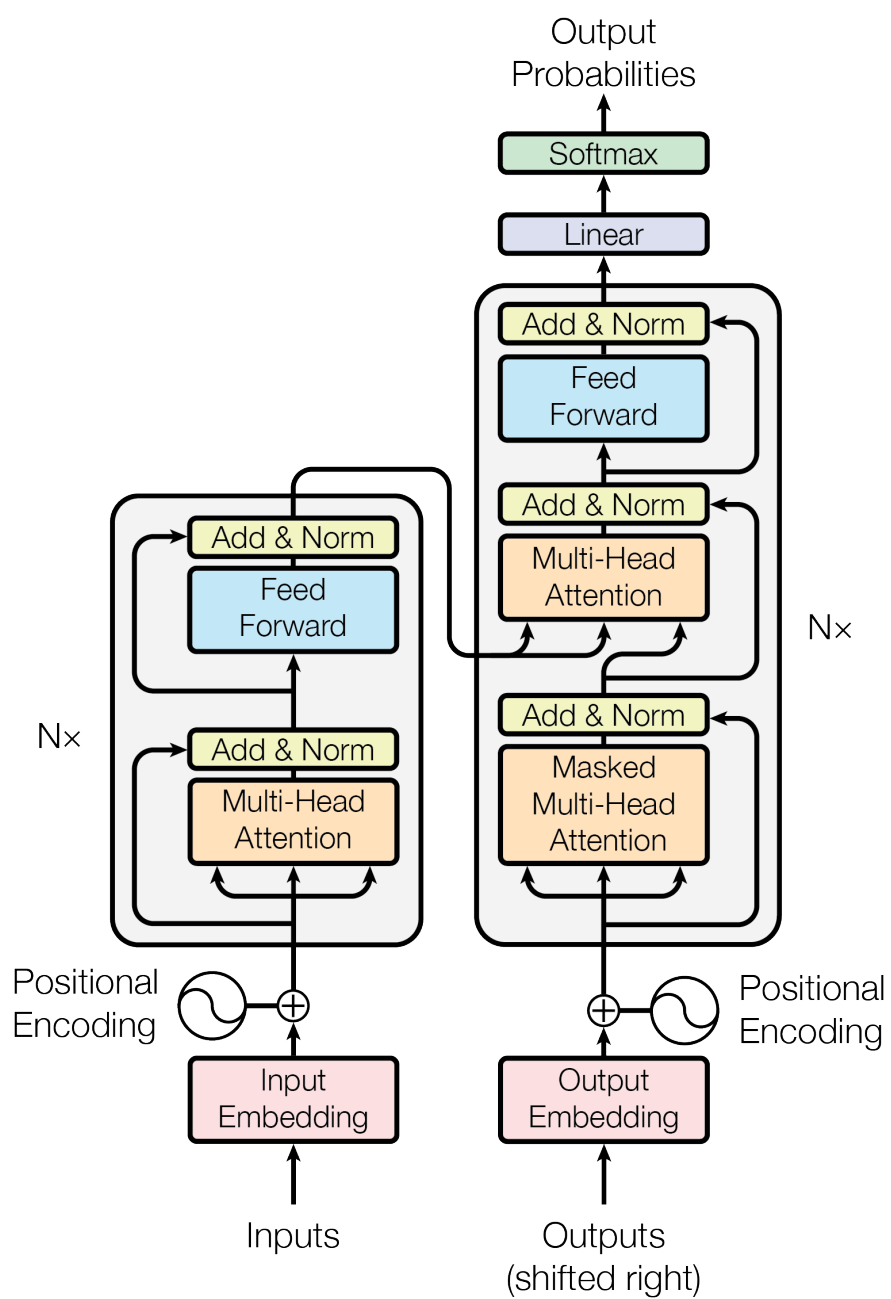 Output
Probabilities
Softmax
Linear
Add & Norm
Feed
Forward
Add & Norm
Multi-Head
Attention
Nx
Add & Norm
Masked
Multi-Head
Attention
Add & Norm
Feed
Forward
Nx
Add & Norm
Multi-Head
Attention
Positional
Encoding
Positional
Encoding
Input
Embedding
Output
Embedding
Inputs
Outputs
(shifted right)